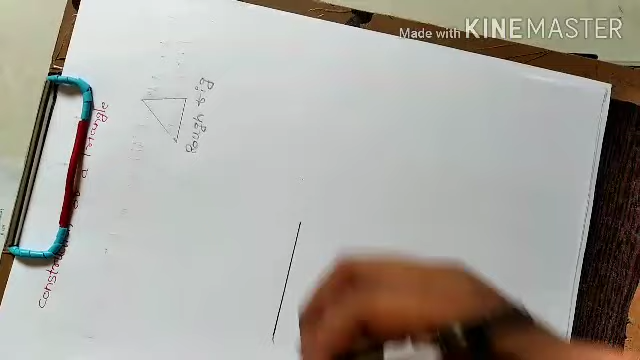 Made with KINEMASTER
construction of a triangle
Rough fig